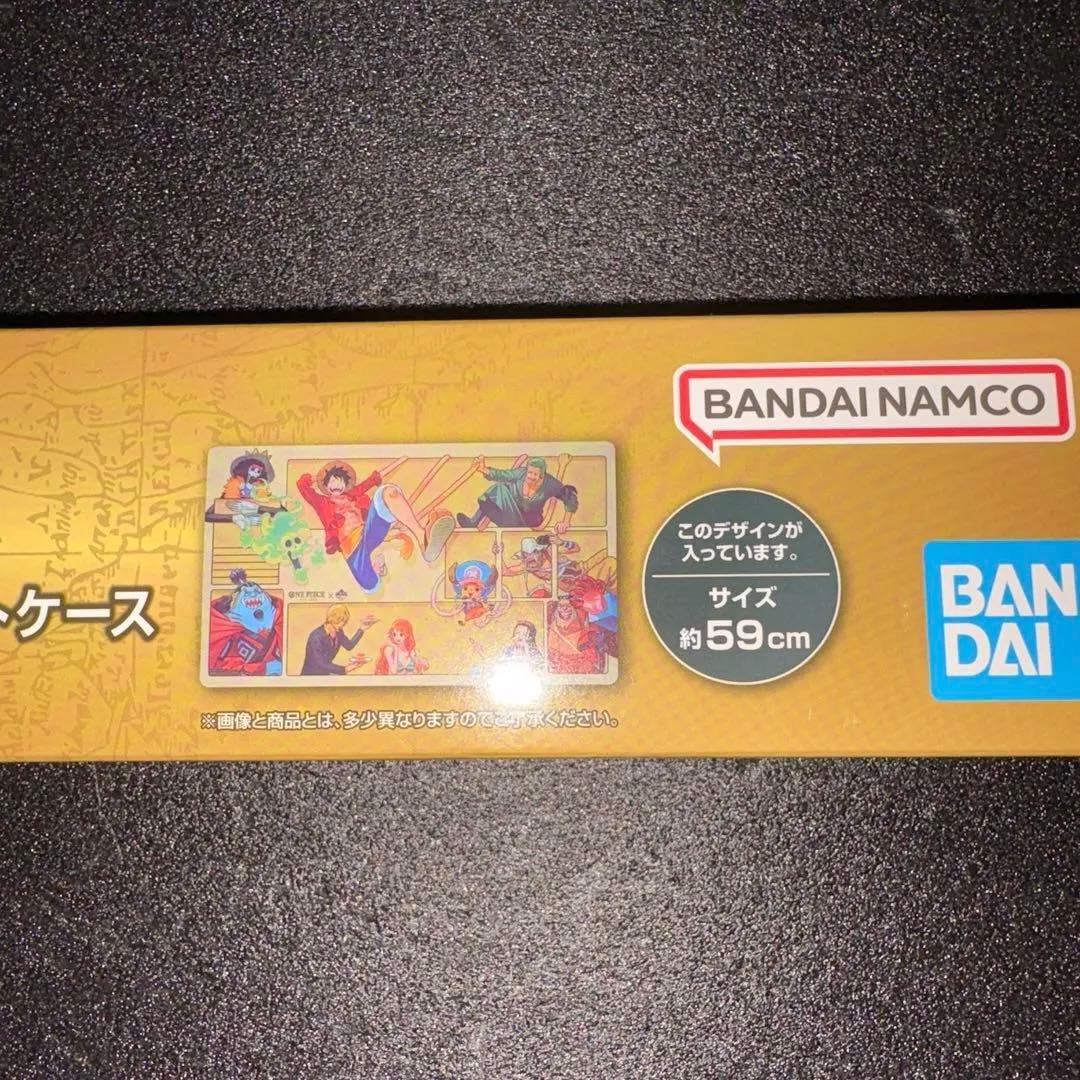 BANDAI NAMCO
このデザインが
入っています。
サイズ
約59cm
BAN
DAI
トケース
ONE PIECE ×
※画像と商品とは、多少異なりますのでご了承ください。